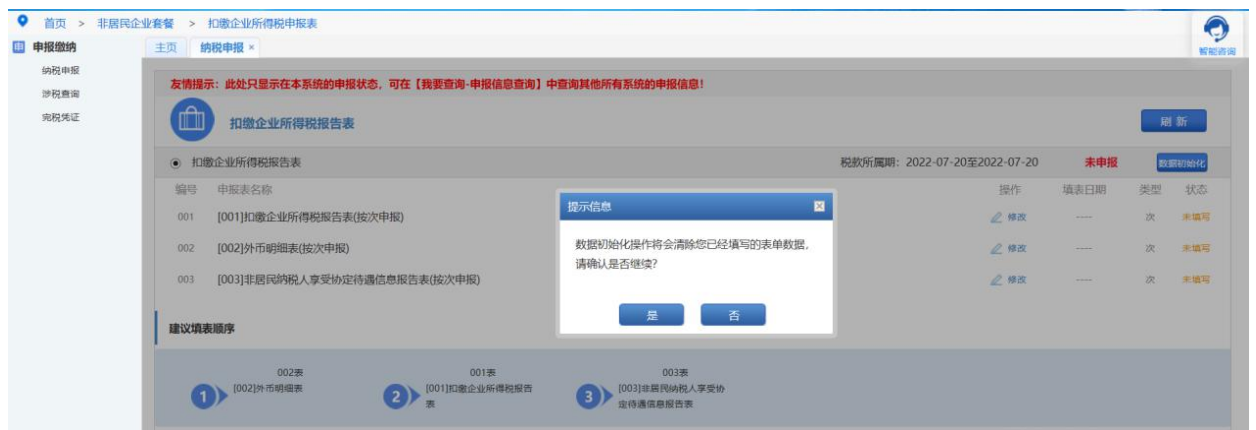 首页 > 非居民企业套餐 > 扣缴企业所得税申报表
智能咨询
申报缴纳
纳税申报
涉税查询
完税凭证
主页 纳税申报 ×
友情提示：此处只显示在本系统的申报状态，可在【我要查询-申报信息查询】中查询其他所有系统的申报信息！
扣缴企业所得税报告表 刷 新
扣缴企业所得税报告表 税款所属期：2022-07-20至2022-07-20 未申报 数据初始化
编号 申报表名称 操作 填表日期 类型 状态
001 [001]扣缴企业所得税报告表(按次申报) 修改 ---- 次 未填写
002 [002]外币明细表(按次申报) 修改 ---- 次 未填写
003 [003]非居民纳税人享受协定待遇信息报告表(按次申报) 修改 ---- 次 未填写
提示信息
数据初始化操作将会清除您已经填写的表单数据，
请确认是否继续？
是 否
建议填表顺序
1
002表
[002]外币明细表
2
001表
[001]扣缴企业所得税报告
表
3
003表
[003]非居民纳税人享受协
定待遇信息报告表